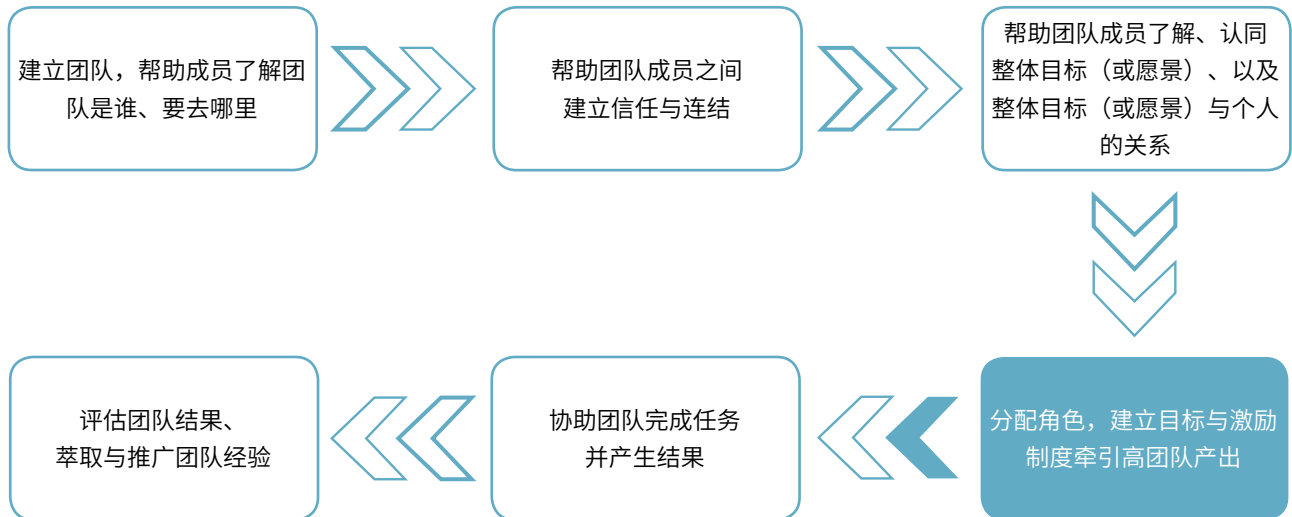 建立团队，帮助成员了解团
队是谁、要去哪里
帮助团队成员之间
建立信任与连结
帮助团队成员了解、认同
整体目标（或愿景）、以及
整体目标（或愿景）与个人
的关系
分配角色，建立目标与激励
制度牵引高团队产出
协助团队完成任务
并产生结果
评估团队结果、
萃取与推广团队经验